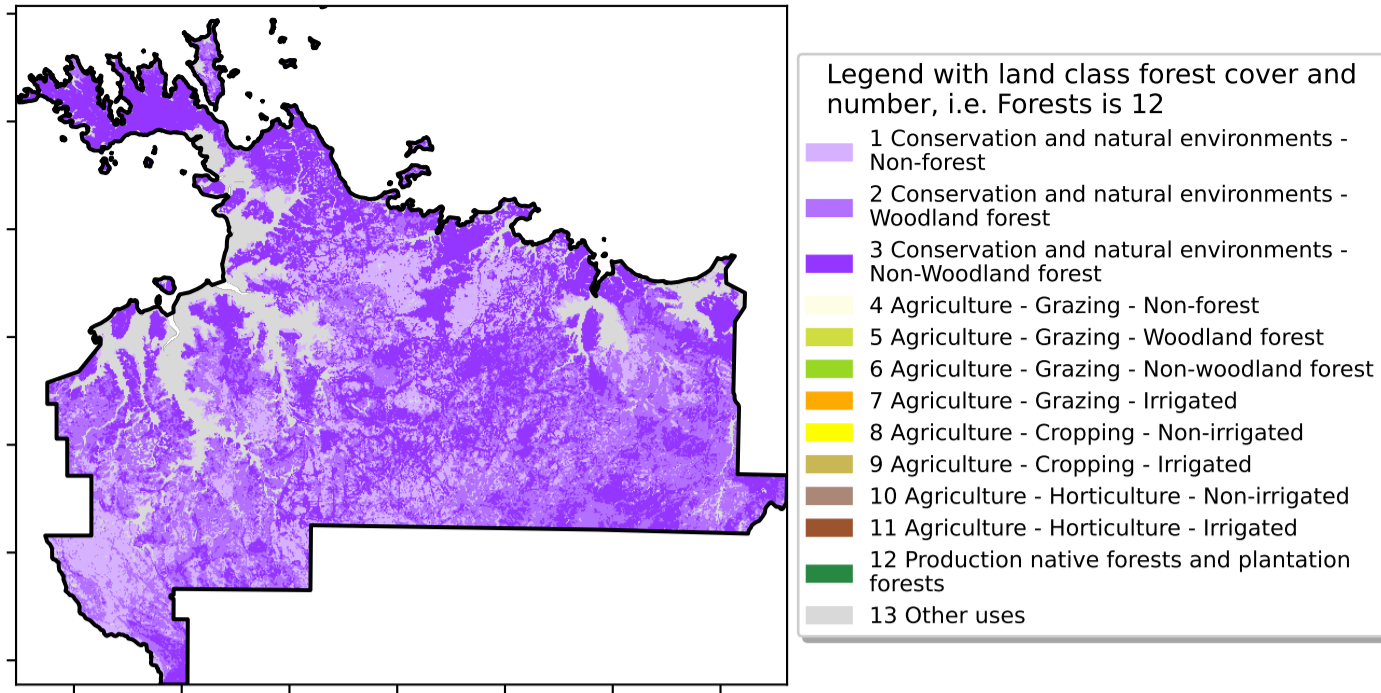 Legend with land class forest cover and
number, i.e. Forests is 12
1 Conservation and natural environments -
Non-forest
2 Conservation and natural environments -
Woodland forest
3 Conservation and natural environments -
Non-Woodland forest
4 Agriculture - Grazing - Non-forest
5 Agriculture - Grazing - Woodland forest
6 Agriculture - Grazing - Non-woodland forest
7 Agriculture - Grazing - Irrigated
8 Agriculture - Cropping - Non-irrigated
9 Agriculture - Cropping - Irrigated
10 Agriculture - Horticulture - Non-irrigated
11 Agriculture - Horticulture - Irrigated
12 Production native forests and plantation
forests
13 Other uses